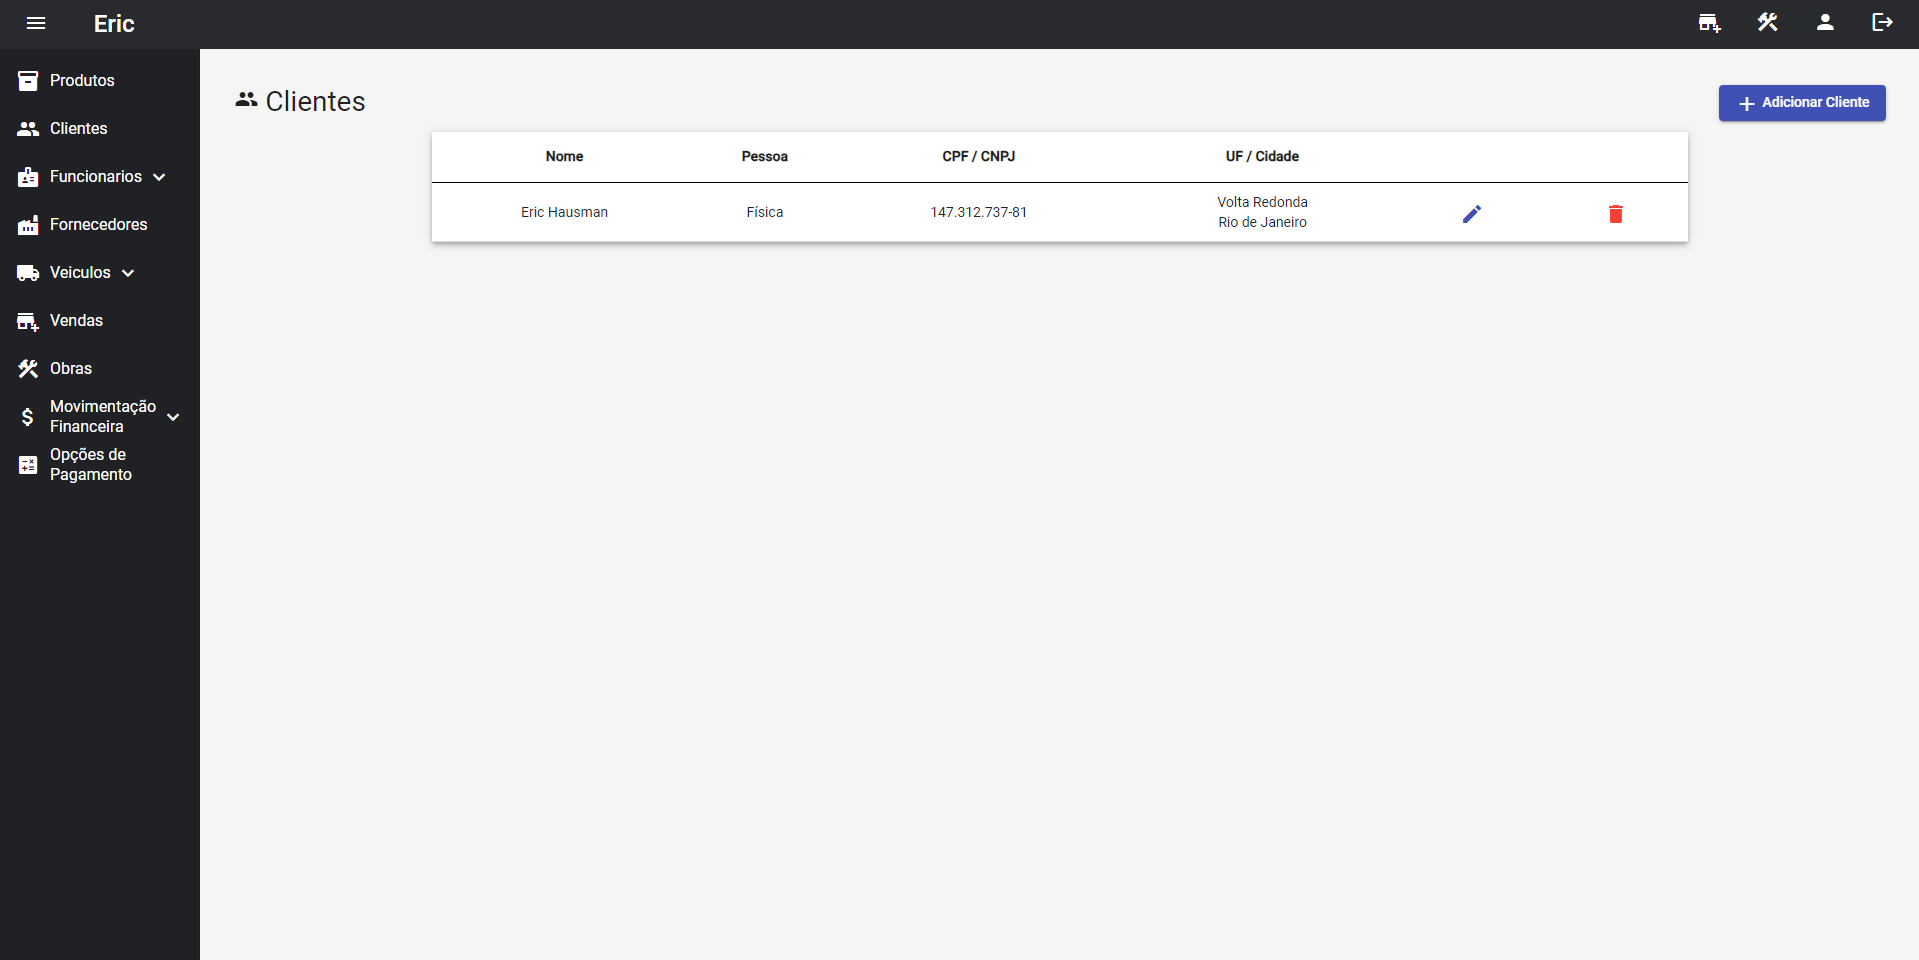 Eric
Produtos
Clientes
Funcionarios
Fornecedores
Veiculos
Vendas
Obras
Movimentação
Financeira
Opções de
Pagamento
Clientes
Adicionar Cliente
Nome Pessoa CPF / CNPJ UF / Cidade
Eric Hausman Física 147.312.737-81 Volta Redonda
Rio de Janeiro